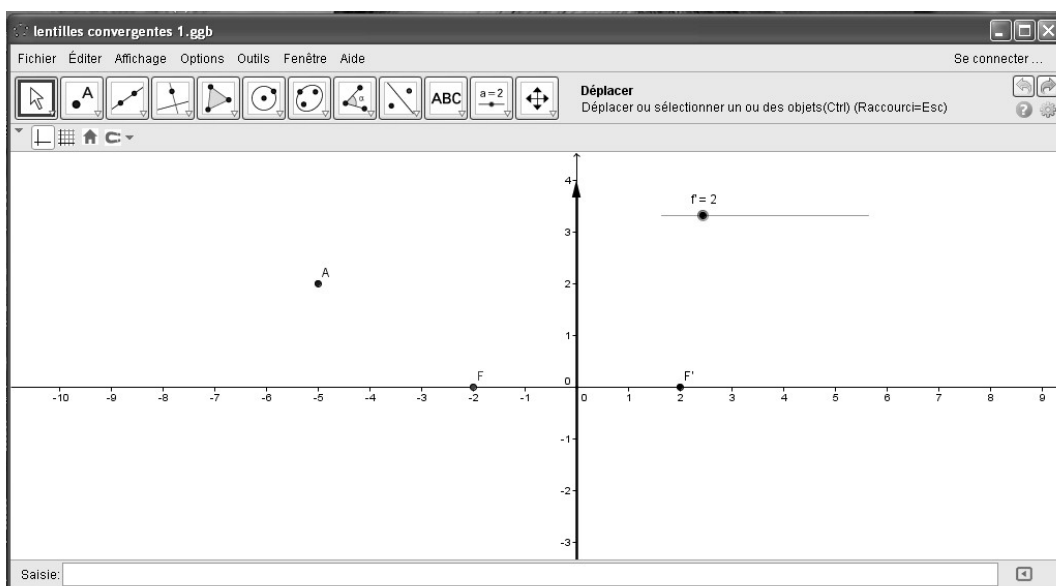 lentilles convergentes 1.ggb
Fichier Éditer Affichage Options Outils Fenêtre Aide Se connecter ...
A ABC a=2 Déplacer
Déplacer ou sélectionner un ou des objets(Ctrl) (Raccourci=Esc)
4
f'= 2
3
A
2
1
F 0 F'
-10 -9 -8 -7 -6 -5 -4 -3 -2 -1 0 1 2 3 4 5 6 7 8 9
-1
-2
-3
Saisie: